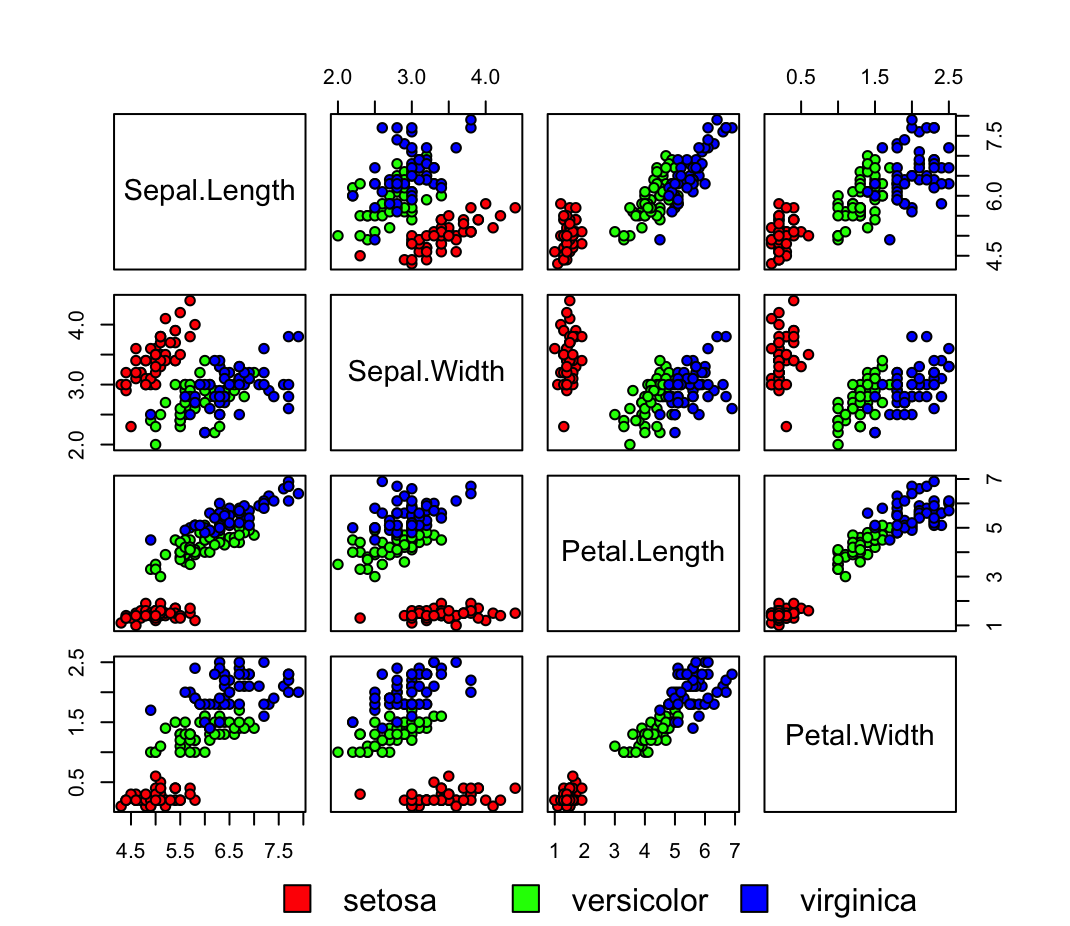 2.0 3.0 4.0
0.5 1.5 2.5
Sepal.Length
4.5 6.0 7.5
2.0 3.0 4.0
Sepal.Width
Petal.Length
1 3 5 7
0.5 1.5 2.5
Petal.Width
4.5 5.5 6.5 7.5
1 2 3 4 5 6 7
setosa versicolor virginica